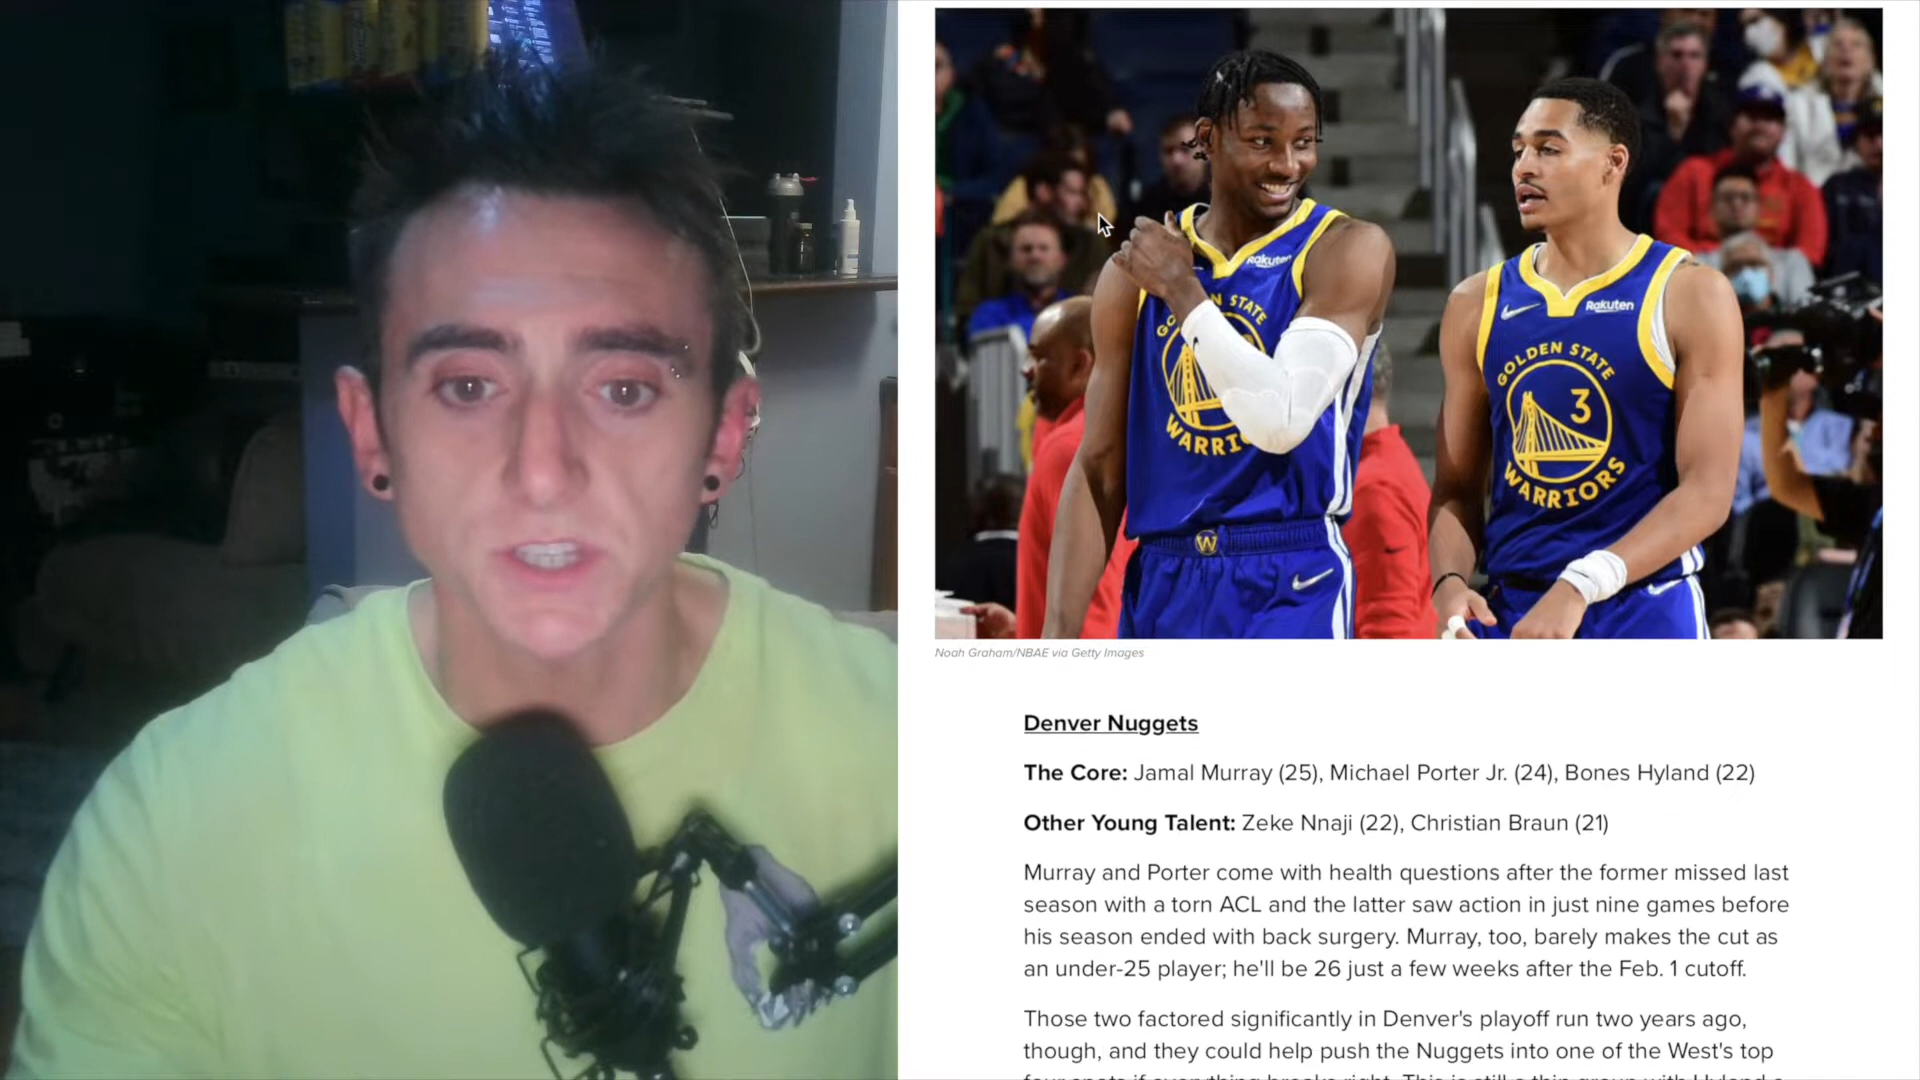 Rakuten
GOLDEN STATE
WARRI
Rakuten
GOLDEN STATE
3
WARRIORS
W
Noah Graham/NBAE via Getty Images
Denver Nuggets
The Core: Jamal Murray (25), Michael Porter Jr. (24), Bones Hyland (22)
Other Young Talent: Zeke Nnaji (22), Christian Braun (21)
Murray and Porter come with health questions after the former missed last
season with a torn ACL and the latter saw action in just nine games before
his season ended with back surgery. Murray, too, barely makes the cut as
an under-25 player; he'll be 26 just a few weeks after the Feb. 1 cutoff.
Those two factored significantly in Denver's playoff run two years ago,
though, and they could help push the Nuggets into one of the West's top